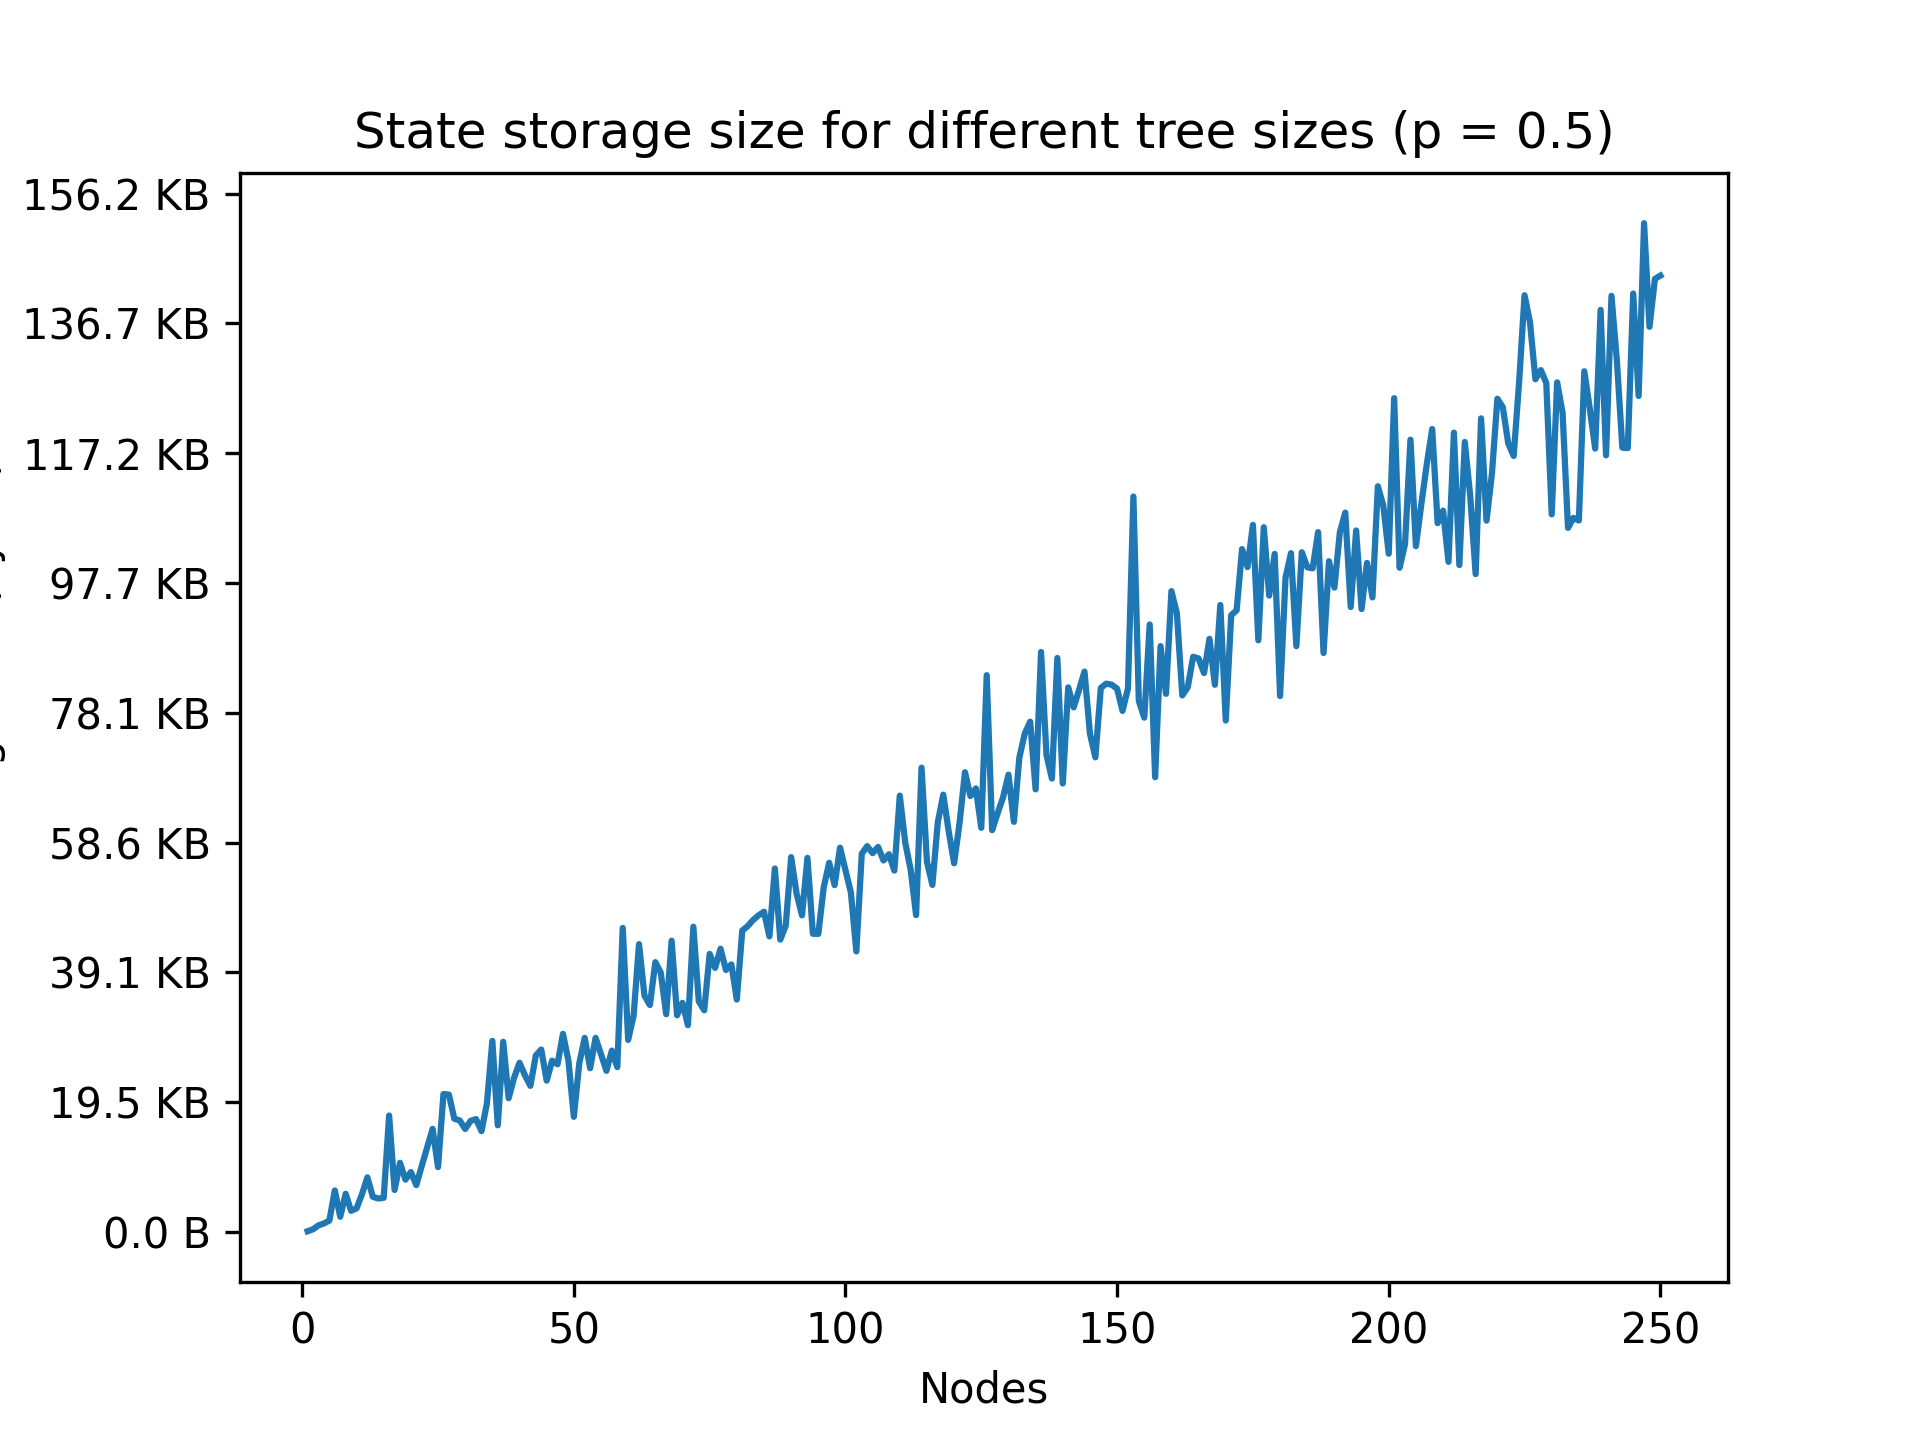 State storage size for different tree sizes (p = 0.5)
156.2 KB
136.7 KB
117.2 KB
97.7 KB
78.1 KB
58.6 KB
39.1 KB
19.5 KB
0.0 B
0 50 100 150 200 250
Nodes